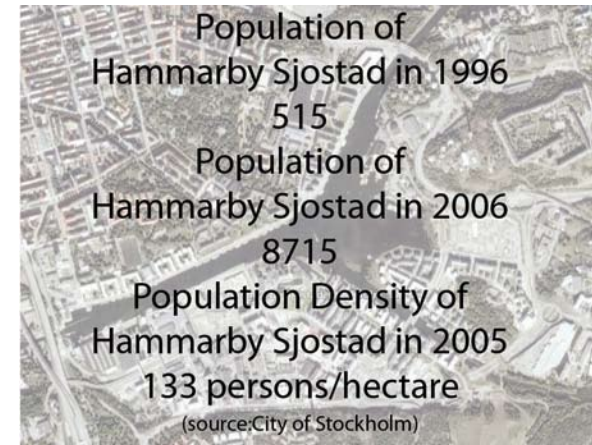 Population of
Hammarby Sjostad in 1996
515
Population of
Hammarby Sjostad in 2006
8715
Population Density of
Hammarby Sjostad in 2005
133 persons/hectare
(source:City of Stockholm)